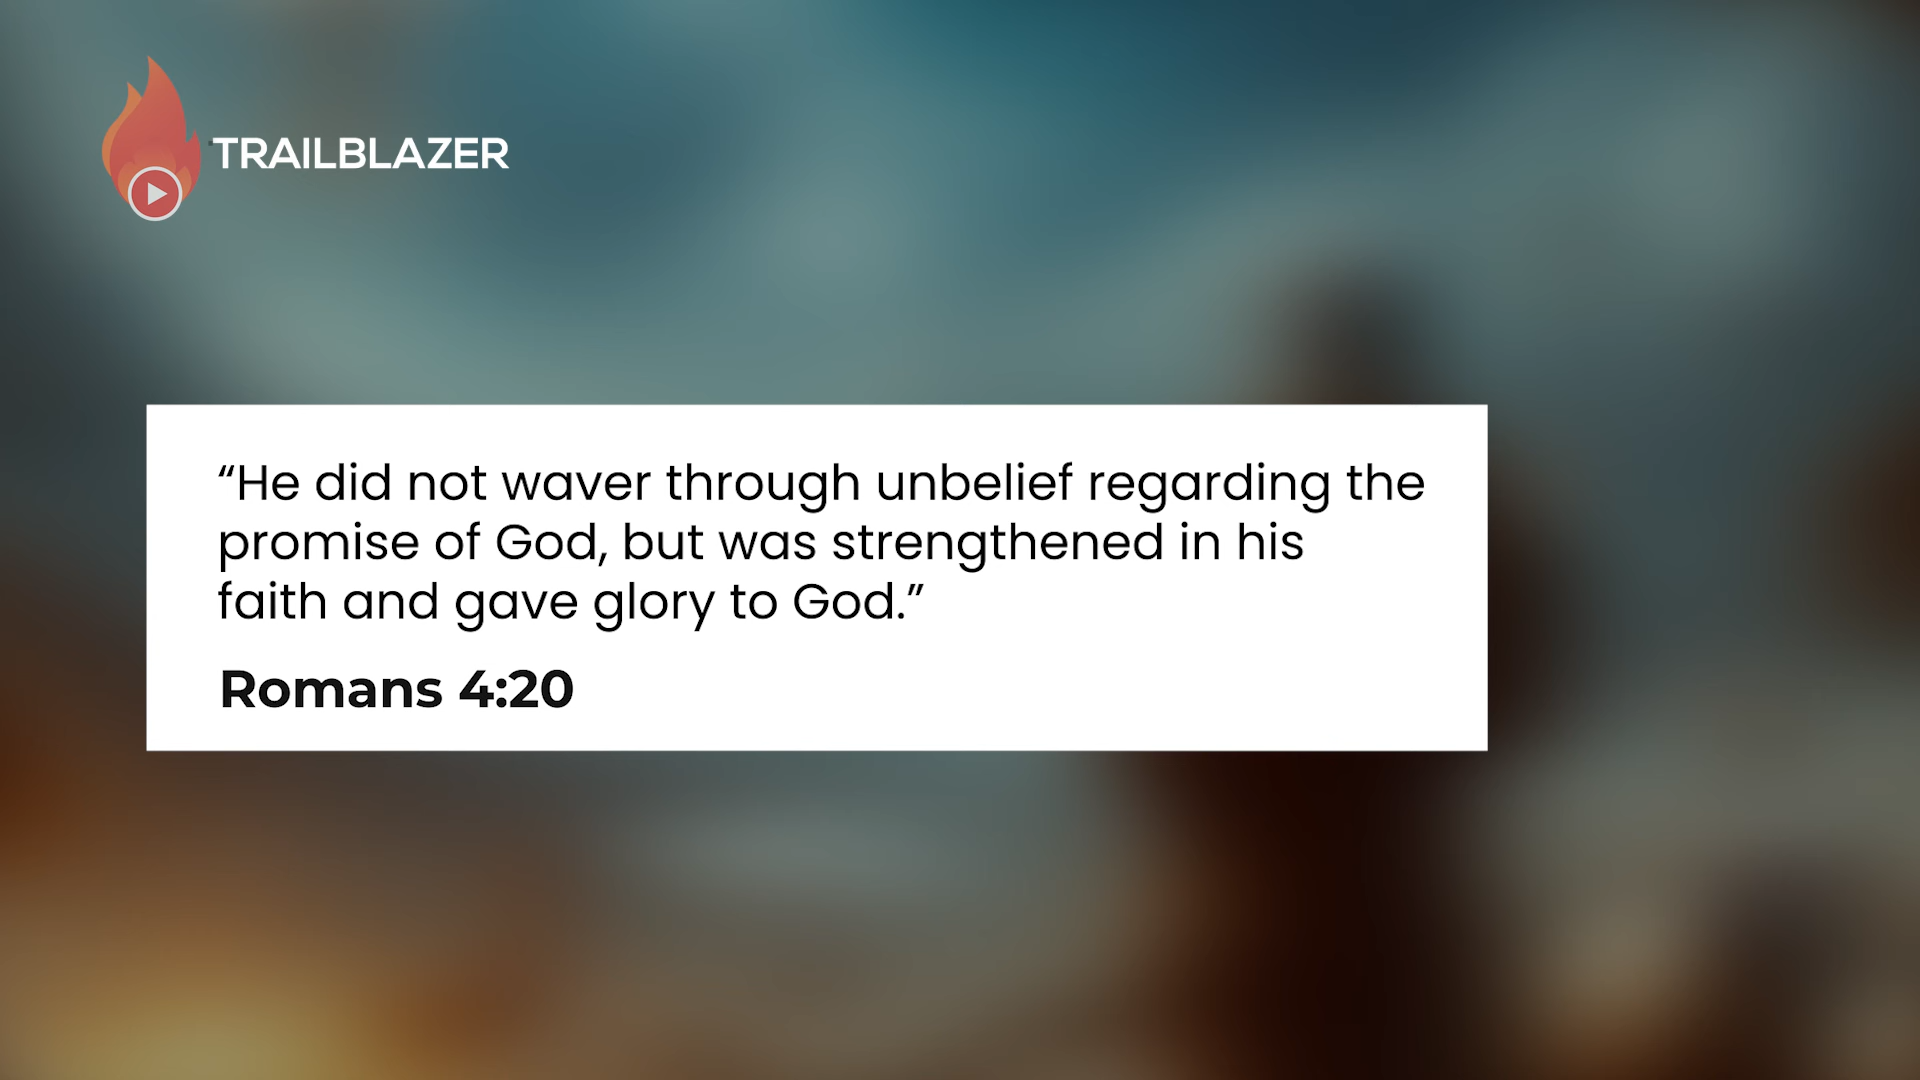 TRAILBLAZER
“He did not waver through unbelief regarding the
promise of God, but was strengthened in his
faith and gave glory to God.”
Romans 4:20